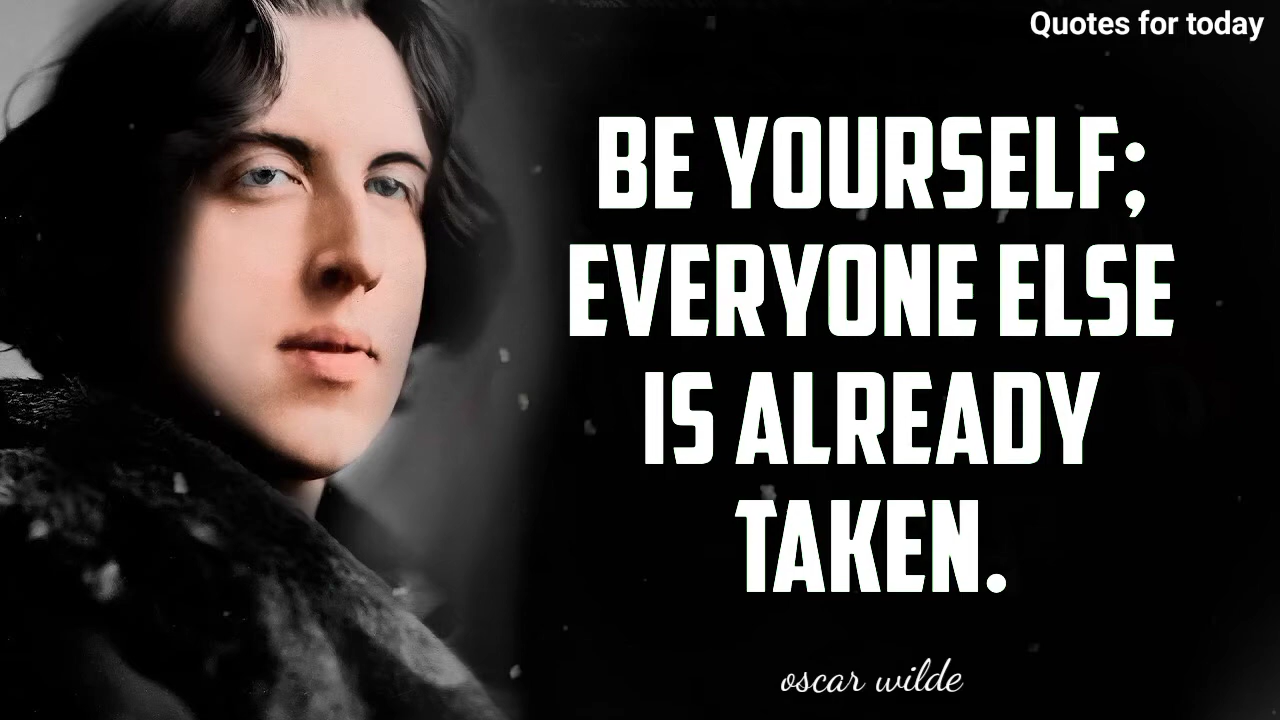 Quotes for today
BE YOURSELF;
EVERYONE ELSE
IS ALREADY
TAKEN.
oscar wilde